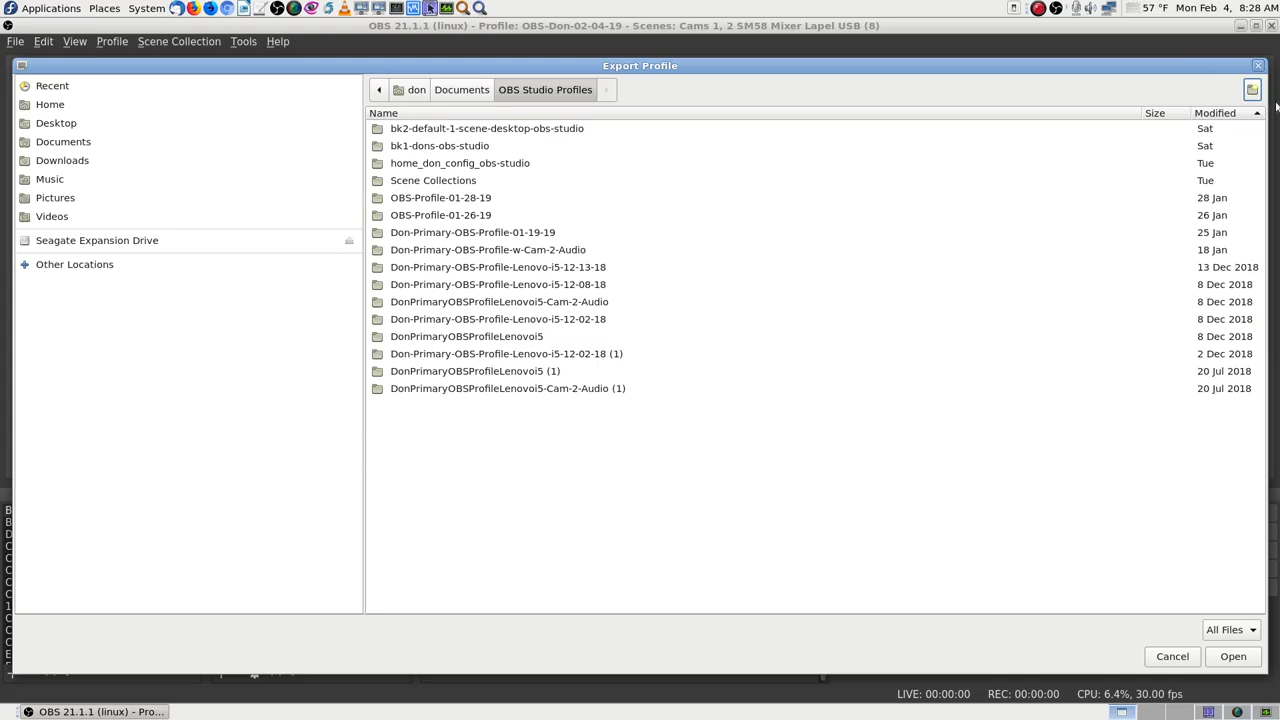 Applications Places System 57 °F Mon Feb 4, 8:28 AM
OBS 21.1.1 (linux) - Profile: OBS-Don-02-04-19 - Scenes: Cams 1, 2 SM58 Mixer Lapel USB (8)
File Edit View Profile Scene Collection Tools Help
Export Profile
Recent
Home
Desktop
Documents
Downloads
Music
Pictures
Videos
Seagate Expansion Drive
Other Locations
don Documents OBS Studio Profiles
Name Size Modified
bk2-default-1-scene-desktop-obs-studio Sat
bk1-dons-obs-studio Sat
home_don_config_obs-studio Tue
Scene Collections Tue
OBS-Profile-01-28-19 28 Jan
OBS-Profile-01-26-19 26 Jan
Don-Primary-OBS-Profile-01-19-19 25 Jan
Don-Primary-OBS-Profile-w-Cam-2-Audio 18 Jan
Don-Primary-OBS-Profile-Lenovo-i5-12-13-18 13 Dec 2018
Don-Primary-OBS-Profile-Lenovo-i5-12-08-18 8 Dec 2018
DonPrimaryOBSProfileLenovoi5-Cam-2-Audio 8 Dec 2018
Don-Primary-OBS-Profile-Lenovo-i5-12-02-18 8 Dec 2018
DonPrimaryOBSProfileLenovoi5 8 Dec 2018
Don-Primary-OBS-Profile-Lenovo-i5-12-02-18 (1) 2 Dec 2018
DonPrimaryOBSProfileLenovoi5 (1) 20 Jul 2018
DonPrimaryOBSProfileLenovoi5-Cam-2-Audio (1) 20 Jul 2018
All Files
Cancel Open
LIVE: 00:00:00 REC: 00:00:00 CPU: 6.4%, 30.00 fps
OBS 21.1.1 (linux) - Pro...